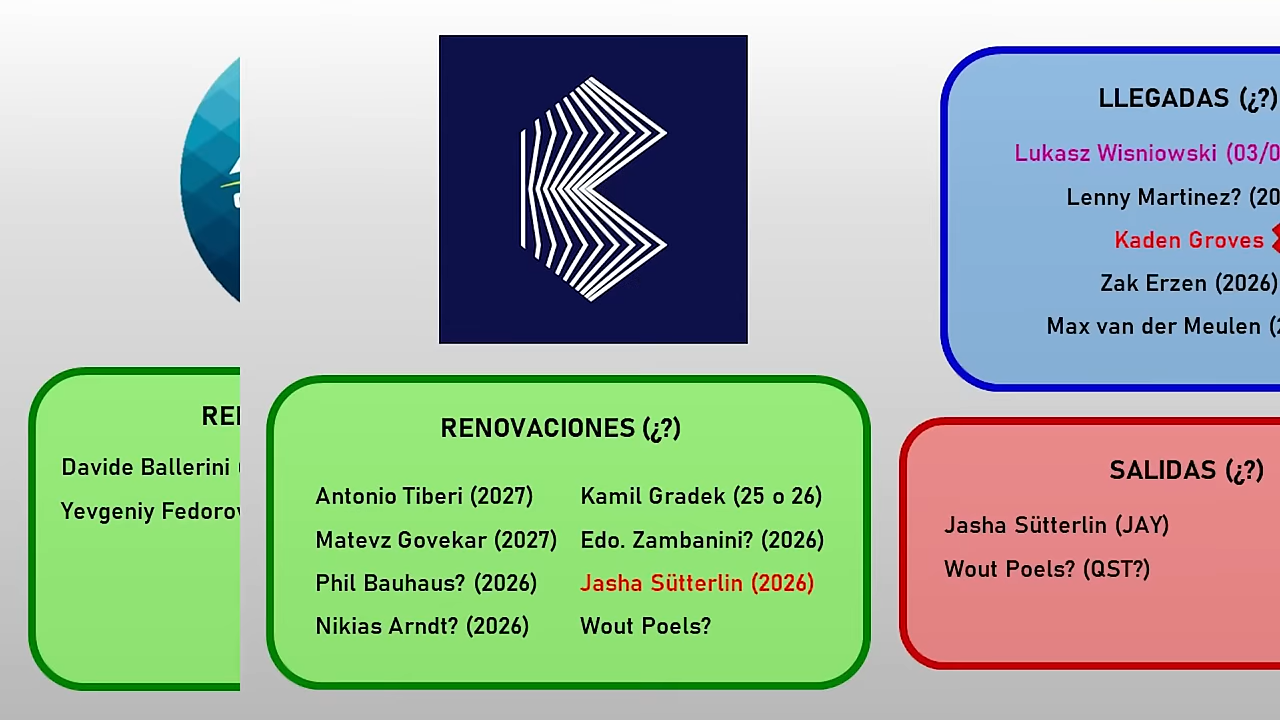 REN
Davide Ballerini
Yevgeniy Fedorov
RENOVACIONES (¿?)
Antonio Tiberi (2027)
Matevz Govekar (2027)
Phil Bauhaus? (2026)
Nikias Arndt? (2026)
Kamil Gradek (25 o 26)
Edo. Zambanini? (2026)
Jasha Sütterlin (2026)
Wout Poels?
LLEGADAS (¿?)
Lukasz Wisniowski (03/0
Lenny Martinez? (20
Kaden Groves
Zak Erzen (2026)
Max van der Meulen (2
SALIDAS (¿?)
Jasha Sütterlin (JAY)
Wout Poels? (QST?)